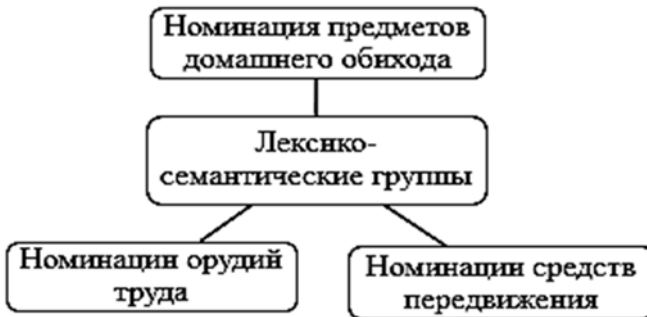 Номинация предметов
домашнего обихода
Лексико-
семантические группы
Номинации орудий
труда
Номинации средств
передвижения